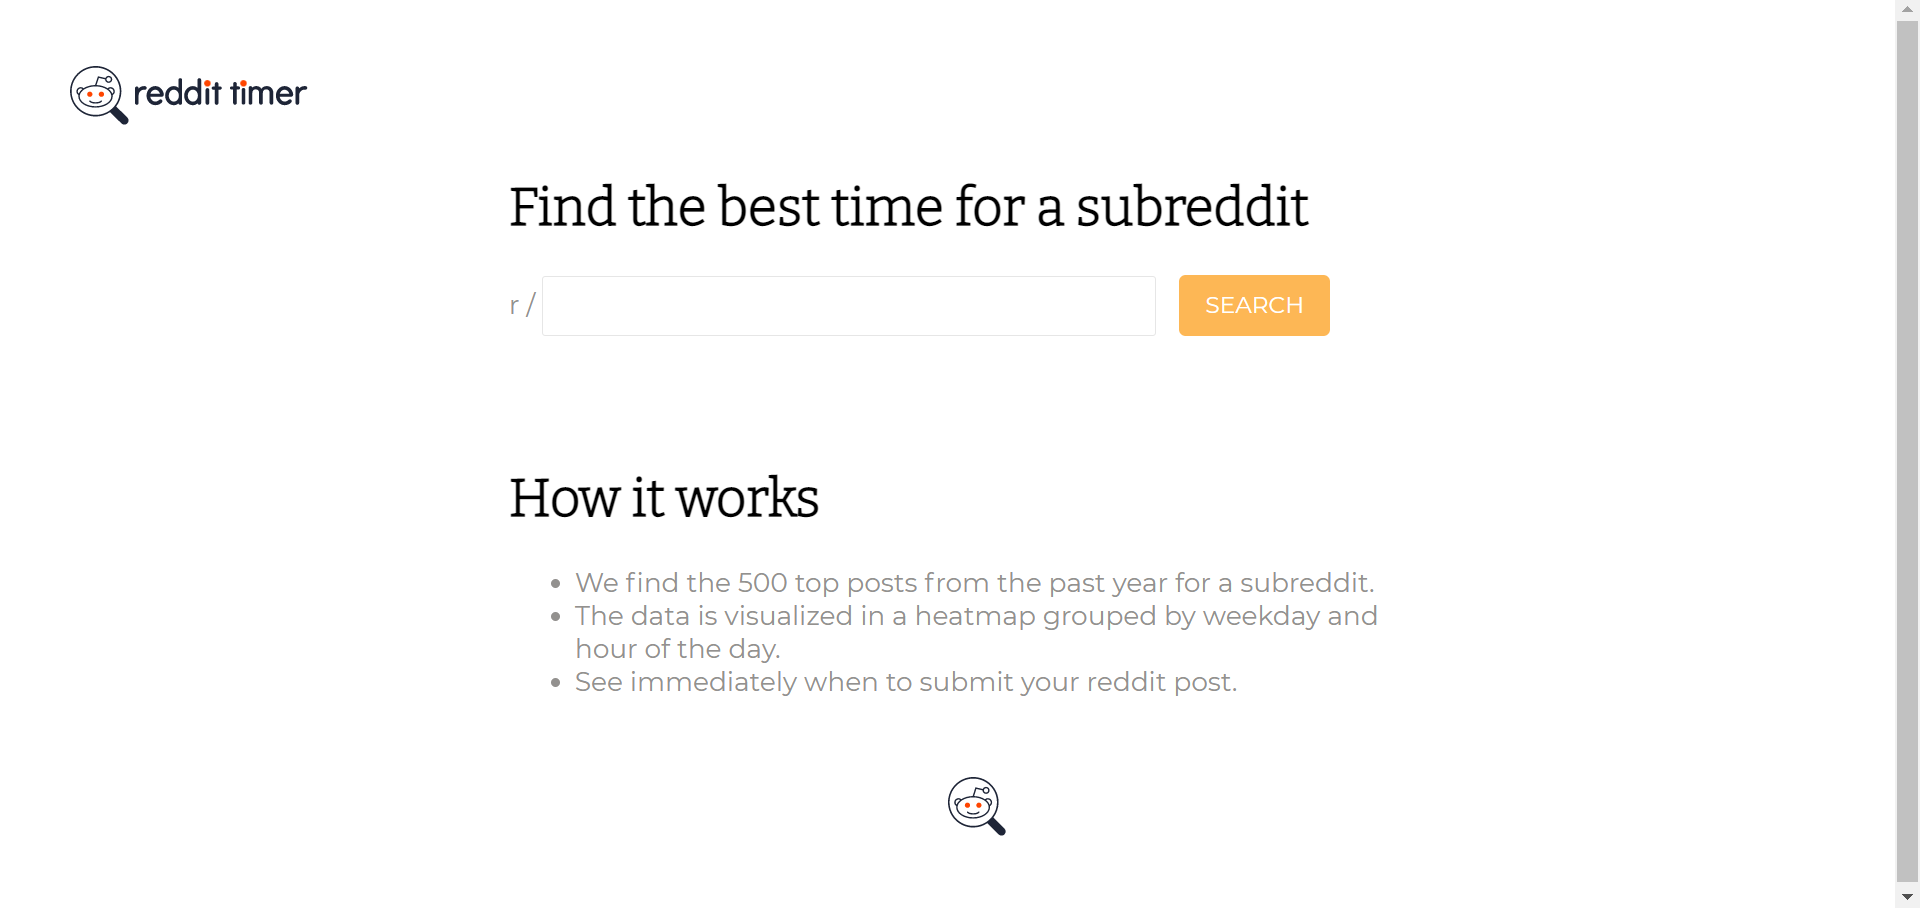 reddit timer
Find the best time for a subreddit
r /
SEARCH
How it works
We find the 500 top posts from the past year for a subreddit.
The data is visualized in a heatmap grouped by weekday and
hour of the day.
See immediately when to submit your reddit post.